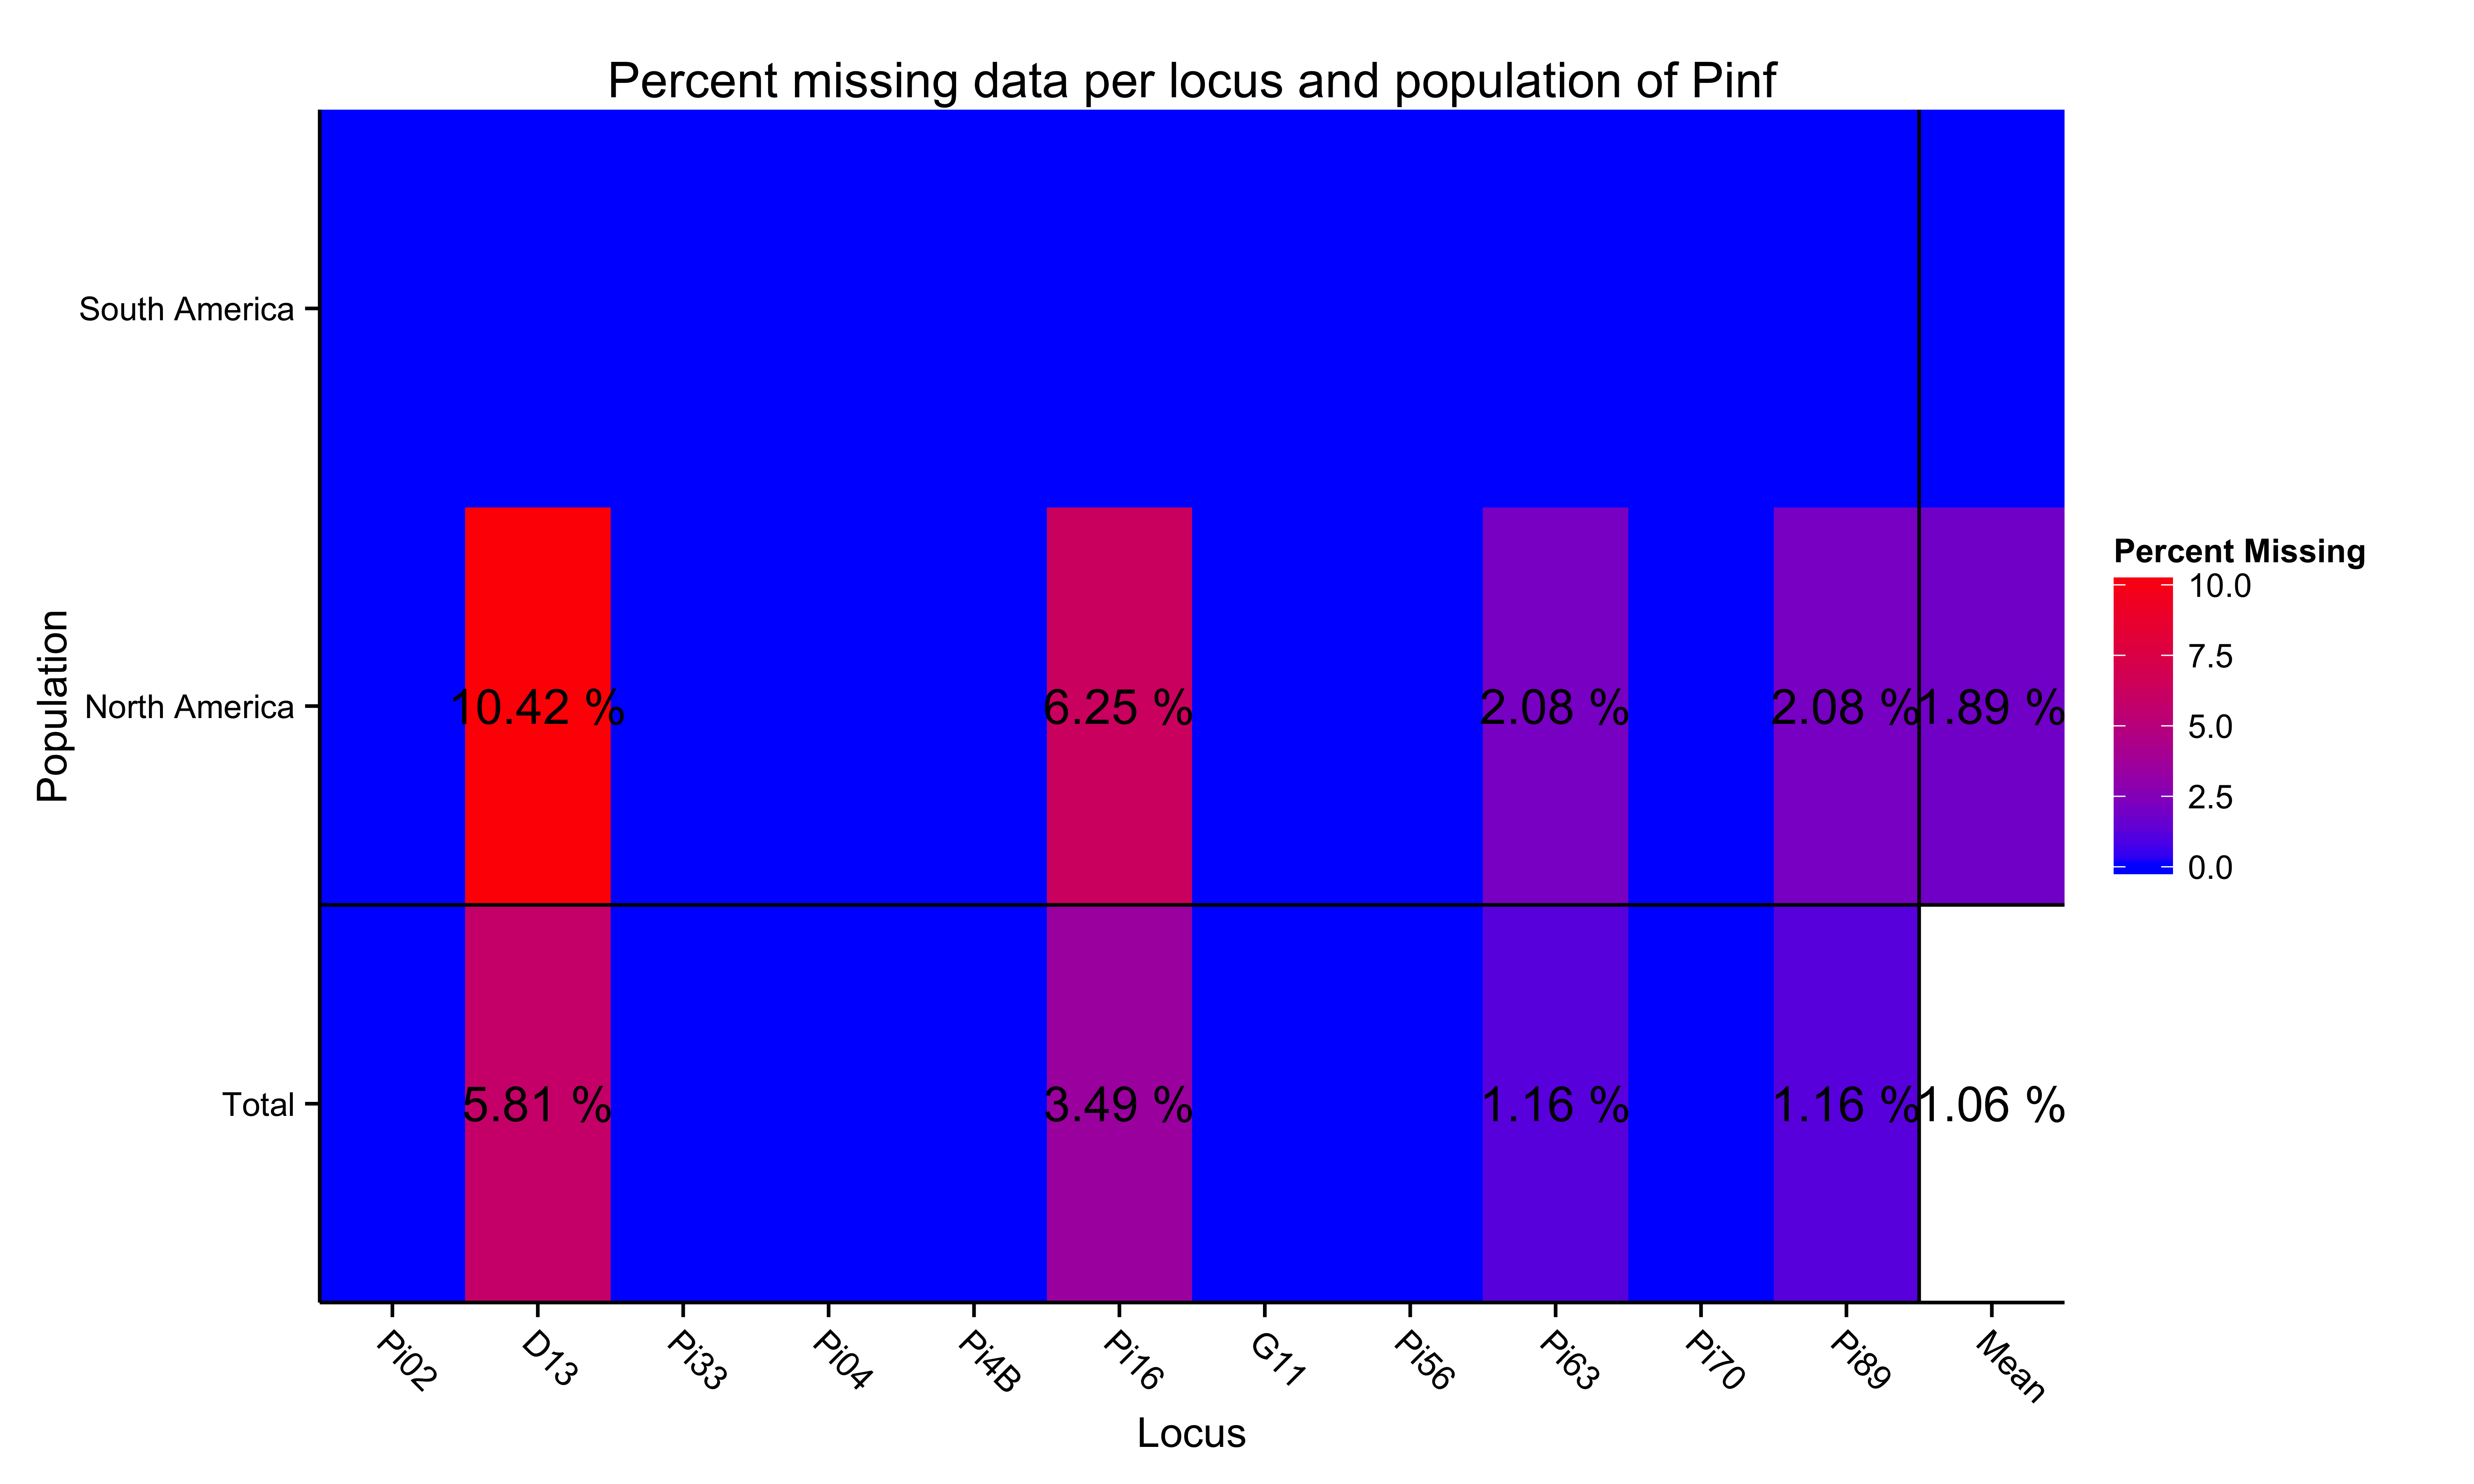 Percent missing data per locus and population of Pinf
Population
South America
North America
Total
10.42 %
6.25 %
2.08 %
2.08 %
1.89 %
5.81 %
3.49 %
1.16 %
1.16 %
1.06 %
Pi02
D13
Pi33
Pi04
Pi4B
Pi16
G11
Pi56
Pi63
Pi70
Pi89
Mean
Locus
Percent Missing
10.0
7.5
5.0
2.5
0.0